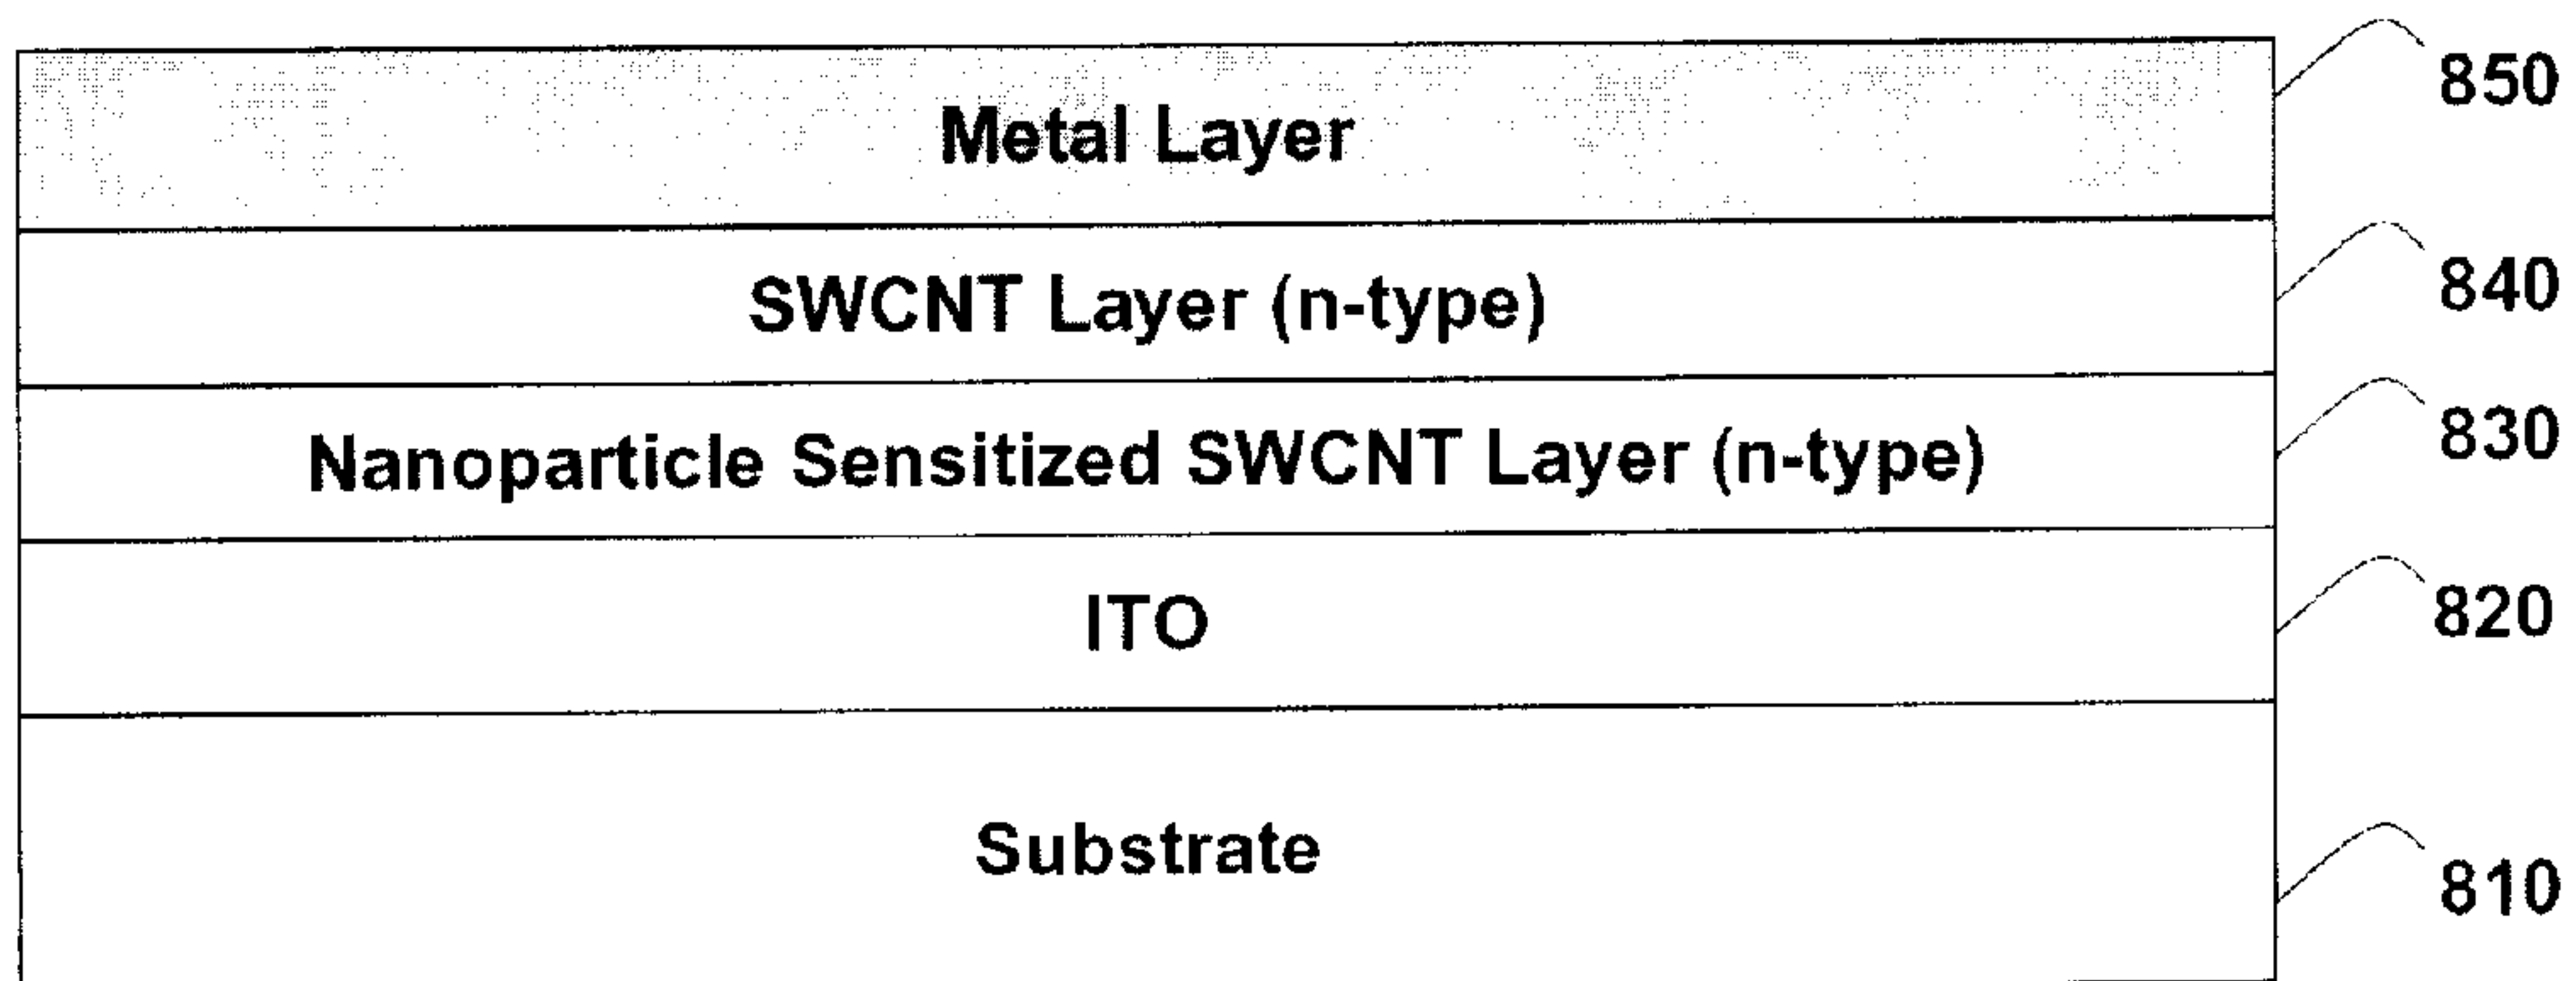 850
Metal Layer
840
SWCNT Layer (n-type)
830
Nanoparticle Sensitized SWCNT Layer (n-type)
820
ITO
810
Substrate